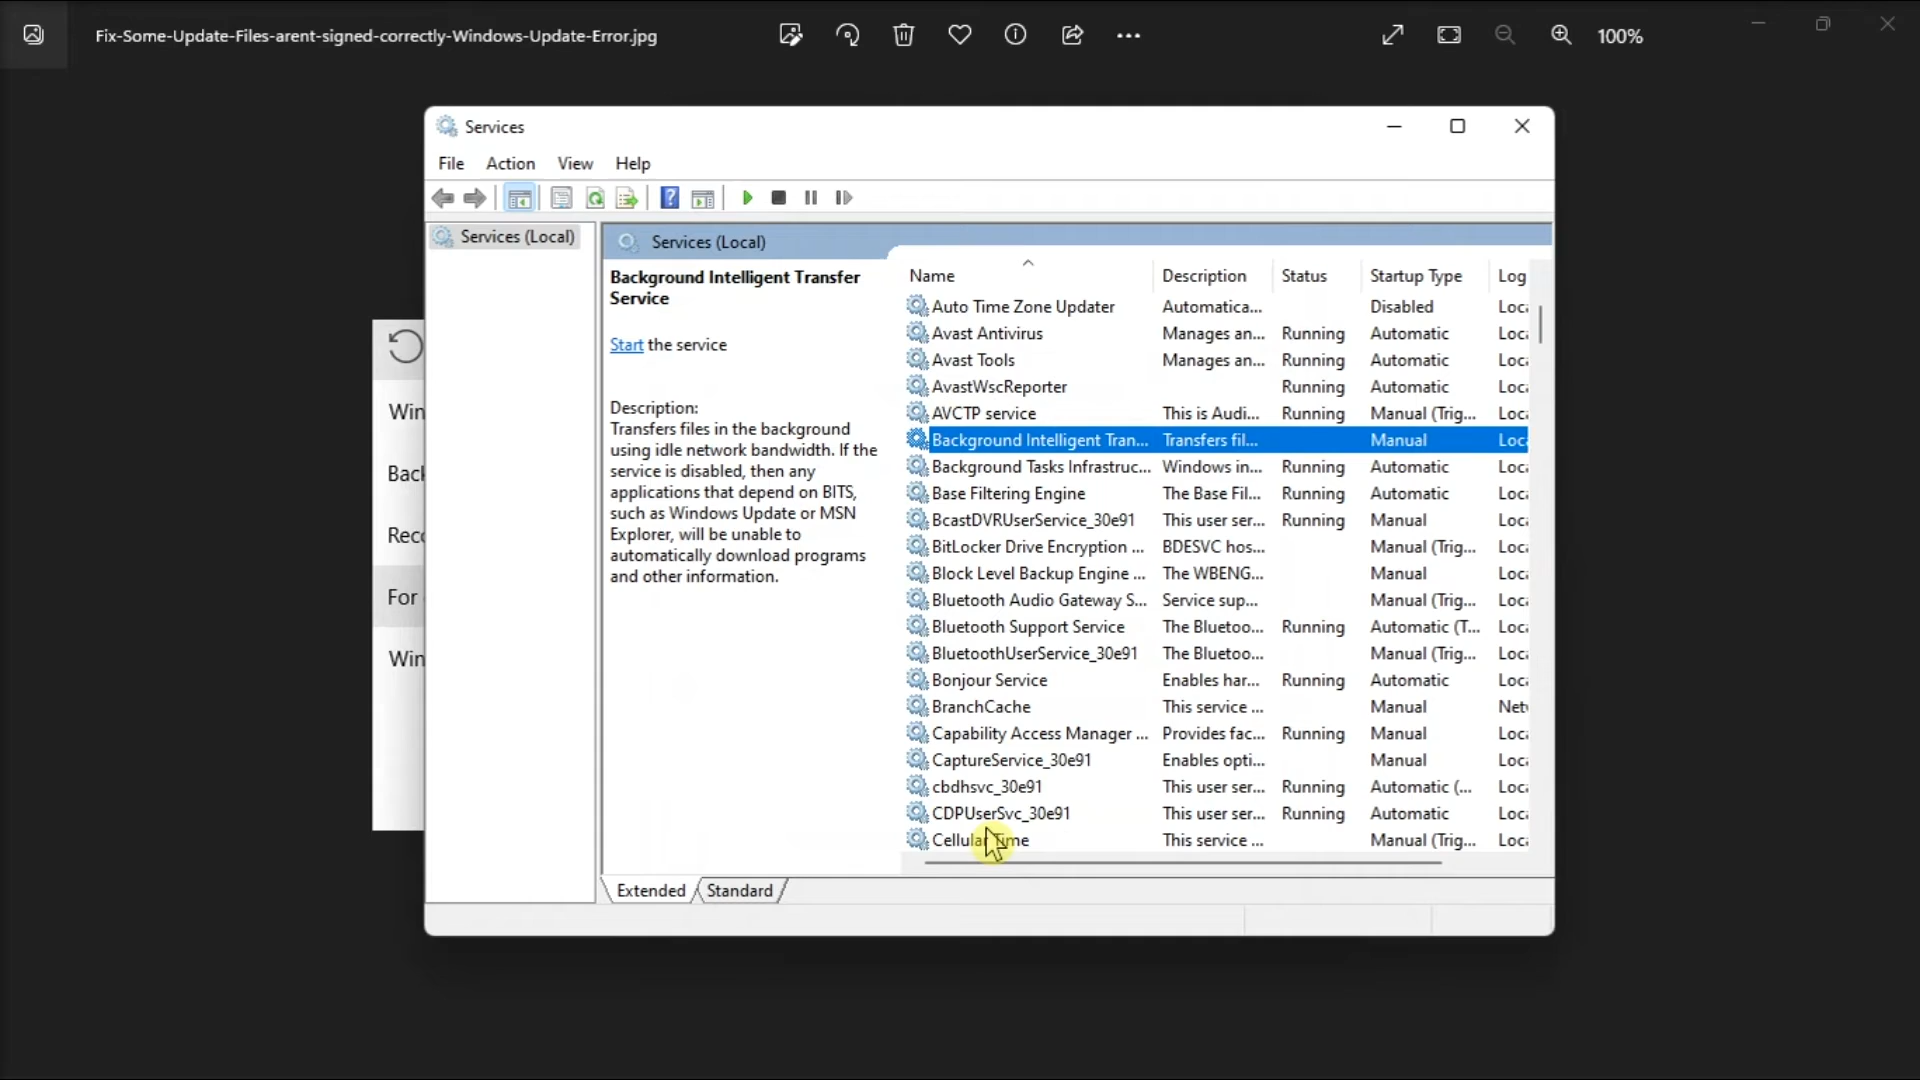 Fix-Some-Update-Files-arent-signed-correctly-Windows-Update-Error.jpg
100%
Services
File Action View Help
Services (Local)
Services (Local)
Background Intelligent Transfer
Service
Start the service
Description:
Transfers files in the background
using idle network bandwidth. If the
service is disabled, then any
applications that depend on BITS,
such as Windows Update or MSN
Explorer, will be unable to
automatically download programs
and other information.
Name Description Status Startup Type Log
Auto Time Zone Updater Automatica... Disabled Loca
Avast Antivirus Manages an... Running Automatic Loca
Avast Tools Manages an... Running Automatic Loca
AvastWscReporter Running Automatic Loca
AVCTP service This is Audi... Running Manual (Trig... Loca
Background Intelligent Tran... Transfers fil... Manual Loca
Background Tasks Infrastruc... Windows in... Running Automatic Loca
Base Filtering Engine The Base Fil... Running Automatic Loca
BcastDVRUserService_30e91 This user ser... Running Manual Loca
BitLocker Drive Encryption ... BDESVC hos... Manual (Trig... Loca
Block Level Backup Engine ... The WBENG... Manual Loca
Bluetooth Audio Gateway S... Service sup... Manual (Trig... Loca
Bluetooth Support Service The Bluetoo... Running Automatic (T... Loca
BluetoothUserService_30e91 The Bluetoo... Manual (Trig... Loca
Bonjour Service Enables har... Running Automatic Loca
BranchCache This service ... Manual Netw
Capability Access Manager ... Provides fac... Running Manual Loca
CaptureService_30e91 Enables opti... Manual Loca
cbdhsvc_30e91 This user ser... Running Automatic (... Loca
CDPUserSvc_30e91 This user ser... Running Automatic Loca
Cellular Time This service ... Manual (Trig... Loca
Extended Standard
Win
Back
Reco
For
Win